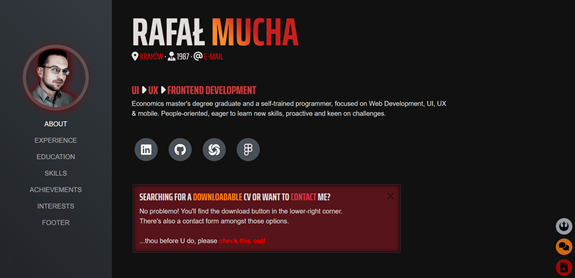 RAFAŁ MUCHA
KRAKÓW · 1987 · E-MAIL
UI UX FRONTEND DEVELOPMENT
Economics master's degree graduate and a self-trained programmer, focused on Web Development, UI, UX
& mobile. People-oriented, eager to learn new skills, proactive and keen on challenges.
ABOUT
EXPERIENCE
EDUCATION
SKILLS
ACHIEVEMENTS
INTERESTS
FOOTER
in
SEARCHING FOR A DOWNLOADABLE CV OR WANT TO CONTACT ME?
No problemo! You'll find the download button in the lower-right corner.
There's also a contact form amongst those options.
...thou before U do, please check this out!